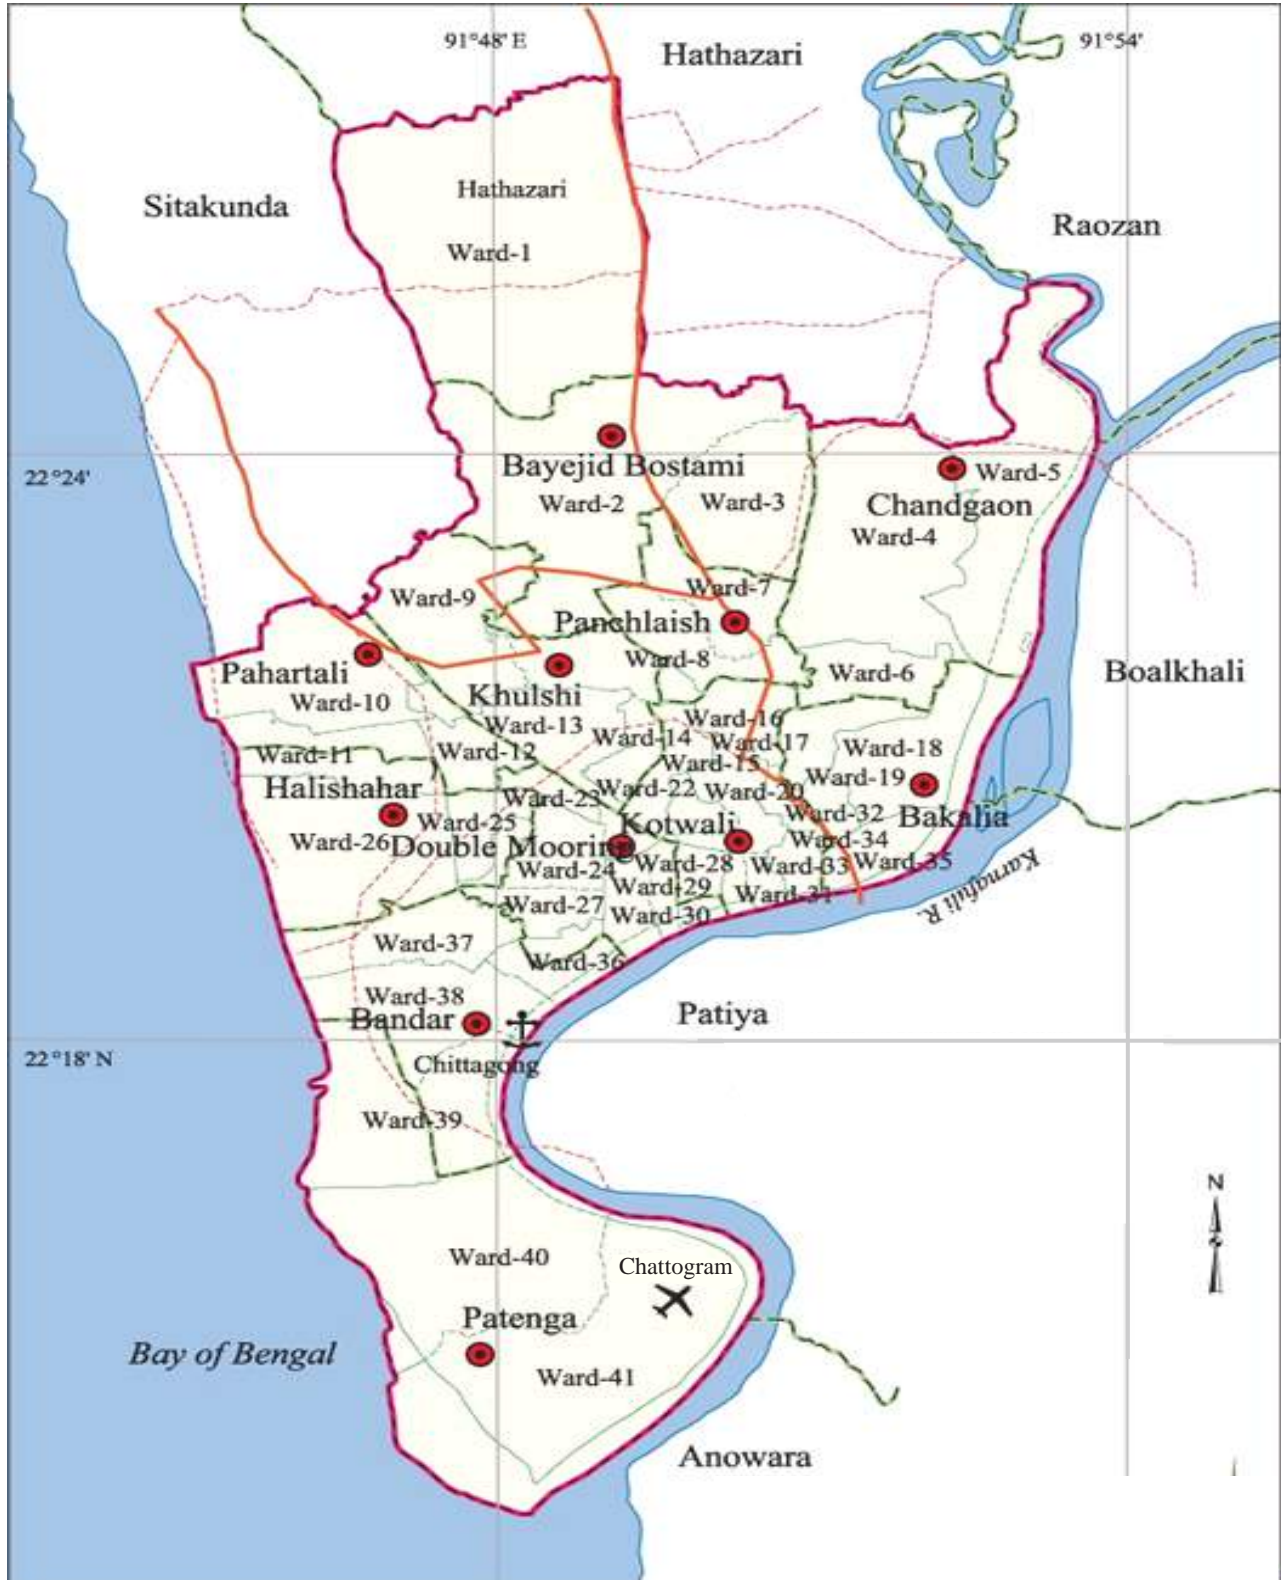 91°48' E
91°54'
Hathazari
Hathazari
Sitakunda
Raozan
Ward-1
22°24'
Bayejid Bostami
Ward-2
Ward-3
Ward-5
Chandgaon
Ward-4
Ward-9
Ward-7
Panchlaish
Ward-8
Ward-6
Boalkhali
Pahartali
Ward-10
Khulshi
Ward-13
Ward-14
Ward-16
Ward-17
Ward-18
Ward-11
Ward-12
Ward-15
Ward-19
Halishahar
Ward-23
Ward-22
Ward-20
Bakalia
Ward-25
Kotwali
Ward-32
Ward-26
Double Mooring
Ward-34
Ward-24
Ward-28
Ward-33
Ward-35
Ward-29
Ward-31
Ward-27
Ward-30
Karnafuli R.
Ward-37
Ward-36
Ward-38
Bandar
Patiya
22°18' N
Chittagong
Ward-39
N
Ward-40
Chattogram
Patenga
Bay of Bengal
Ward-41
Anowara